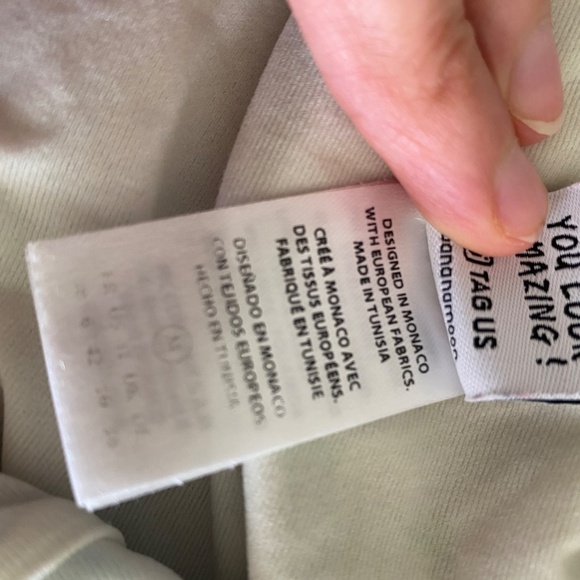 DESIGNED IN MONACO
WITH EUROPEAN FABRICS.
MADE IN TUNISIA
CRÉÉ A MONACO AVEC
DES TISSUS EUROPÉENS.
FABRIQUÉ EN TUNISIE.
DISEÑADO EN MONACO
CON TEJIDOS EUROPEOS
HECHO EN
YOU LOOK
AMAZING !
TAG US
bananamoon